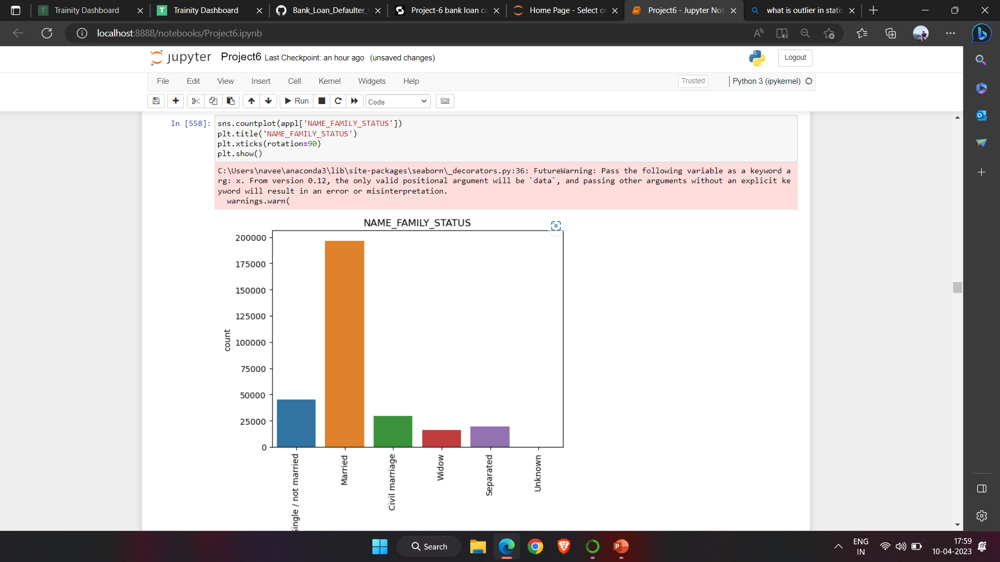 Trainity Dashboard
Trainity Dashboard
Bank_Loan_Defaulter_
Project-6 bank loan ca
Home Page - Select or
Project6 - Jupyter Not
what is outlier in statis
localhost:8888/notebooks/Project6.ipynb
jupyter Project6 Last Checkpoint: an hour ago (unsaved changes)
Logout
File Edit View Insert Cell Kernel Widgets Help
Trusted
Python 3 (ipykernel)
Run
Code
In [558]:
sns.countplot(appl['NAME_FAMILY_STATUS'])
plt.title('NAME_FAMILY_STATUS')
plt.xticks(rotation=90)
plt.show()
C:\Users\navee\anaconda3\lib\site-packages\seaborn\_decorators.py:36: FutureWarning: Pass the following variable as a keyword a
rg: x. From version 0.12, the only valid positional argument will be `data`, and passing other arguments without an explicit ke
yword will result in an error or misinterpretation.
warnings.warn(
NAME_FAMILY_STATUS
200000
175000
150000
125000
100000
75000
50000
25000
0
count
Single / not married
Married
Civil marriage
Widow
Separated
Unknown
Search
ENG
IN
17:59
10-04-2023